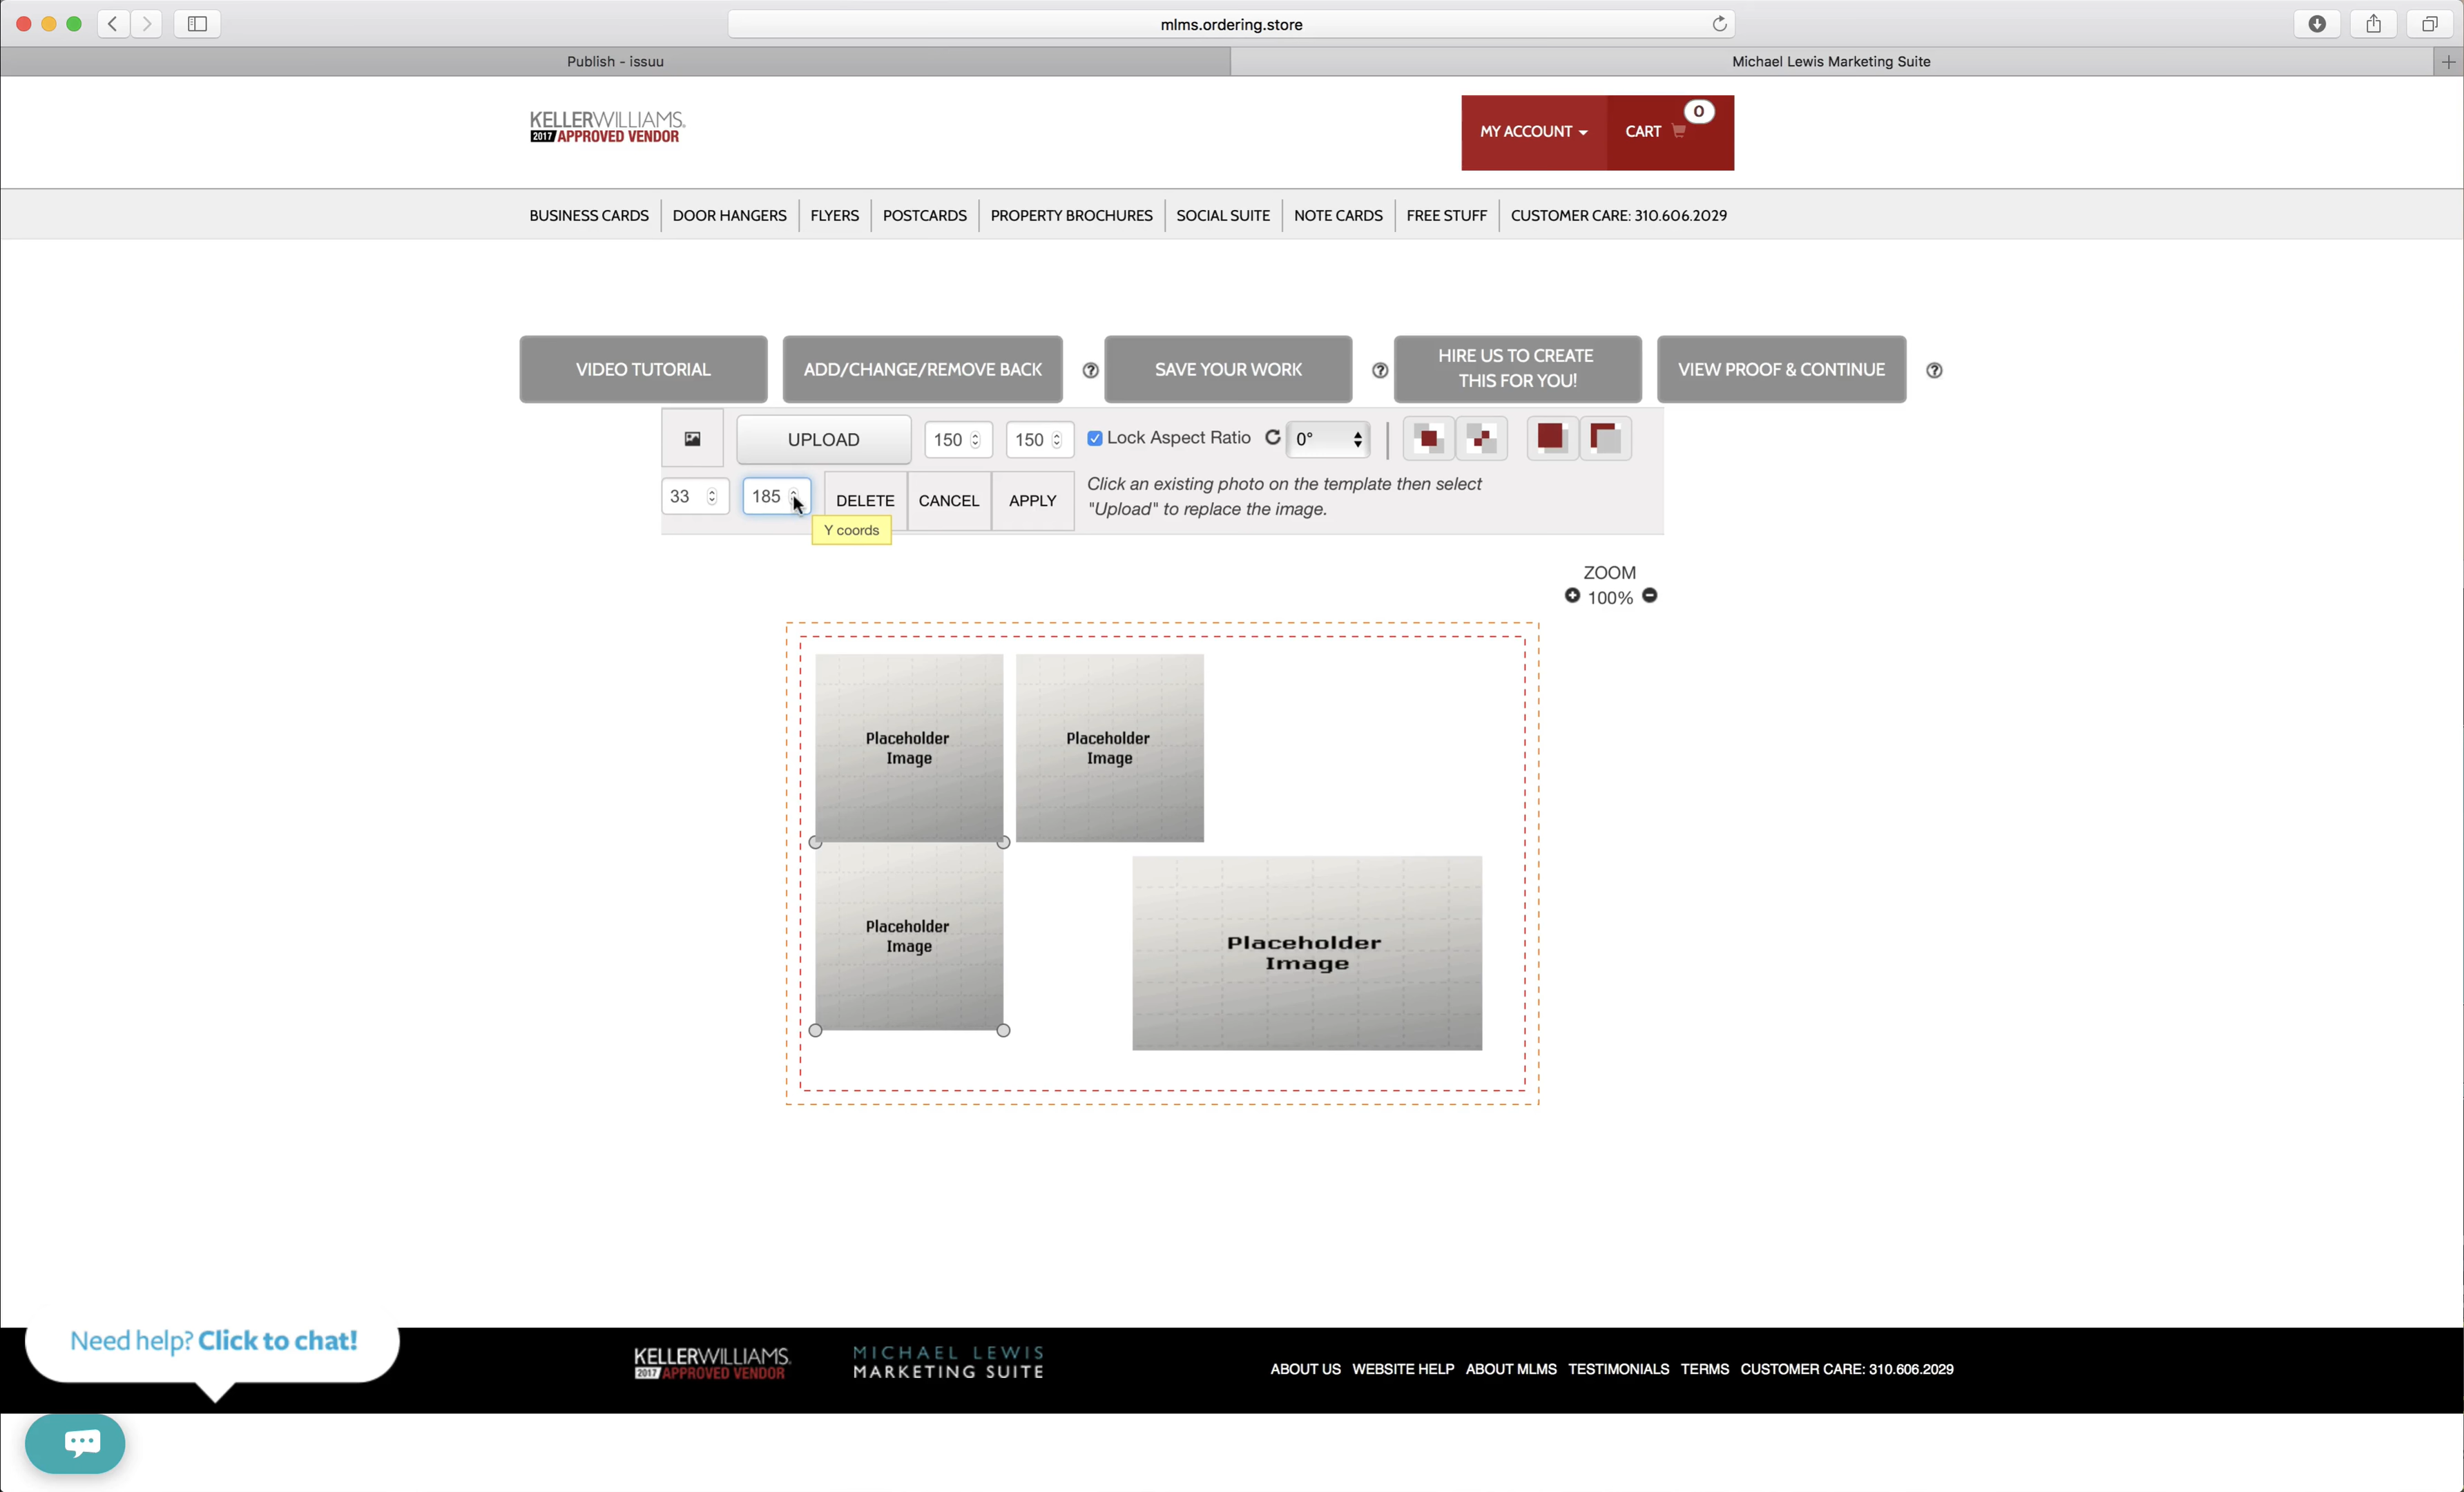 mlms.ordering.store
Publish - issuu
Michael Lewis Marketing Suite
KELLERWILLIAMS.
2017 APPROVED VENDOR
MY ACCOUNT
CART
0
BUSINESS CARDS
DOOR HANGERS
FLYERS
POSTCARDS
PROPERTY BROCHURES
SOCIAL SUITE
NOTE CARDS
FREE STUFF
CUSTOMER CARE: 310.606.2029
VIDEO TUTORIAL
ADD/CHANGE/REMOVE BACK
?
SAVE YOUR WORK
?
HIRE US TO CREATE
THIS FOR YOU!
VIEW PROOF & CONTINUE
?
UPLOAD
150
150
Lock Aspect Ratio
0°
33
185
DELETE
CANCEL
APPLY
Click an existing photo on the template then select
"Upload" to replace the image.
Y coords
ZOOM
100%
Placeholder
Image
Placeholder
Image
Placeholder
Image
Placeholder
Image
Need help? Click to chat!
KELLERWILLIAMS.
2017 APPROVED VENDOR
MICHAEL LEWIS
MARKETING SUITE
ABOUT US
WEBSITE HELP
ABOUT MLMS
TESTIMONIALS
TERMS
CUSTOMER CARE: 310.606.2029